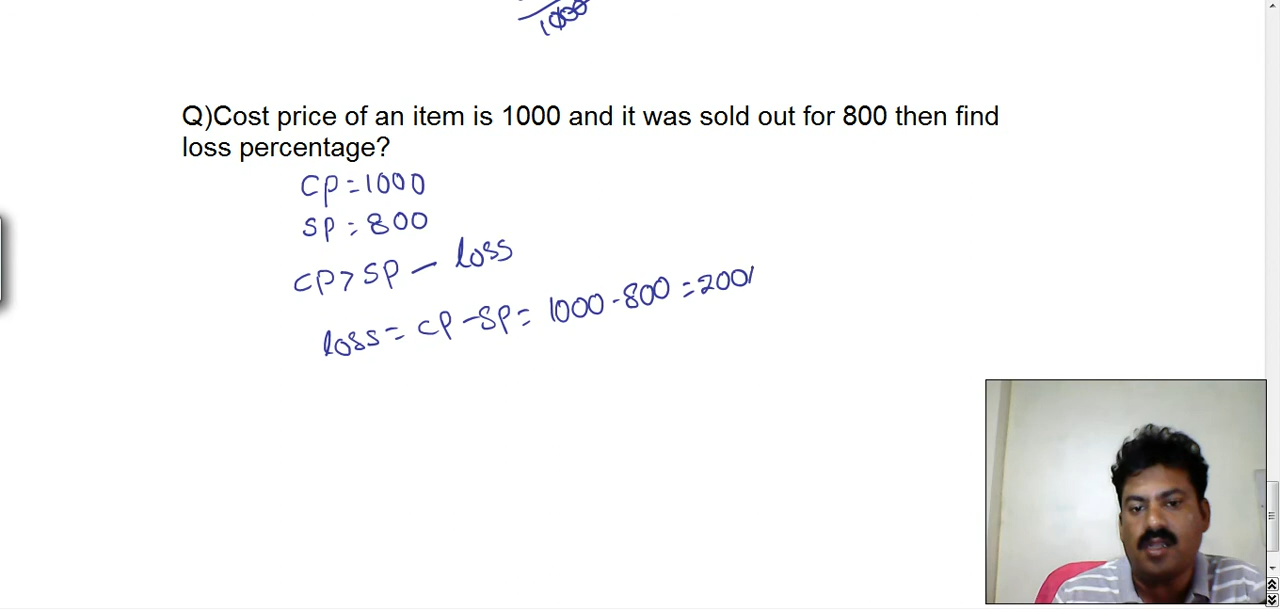 1000
Q)Cost price of an item is 1000 and it was sold out for 800 then find
loss percentage?
CP=1000
SP=800
CP>SP - loss
loss = CP-SP= 1000-800=200/